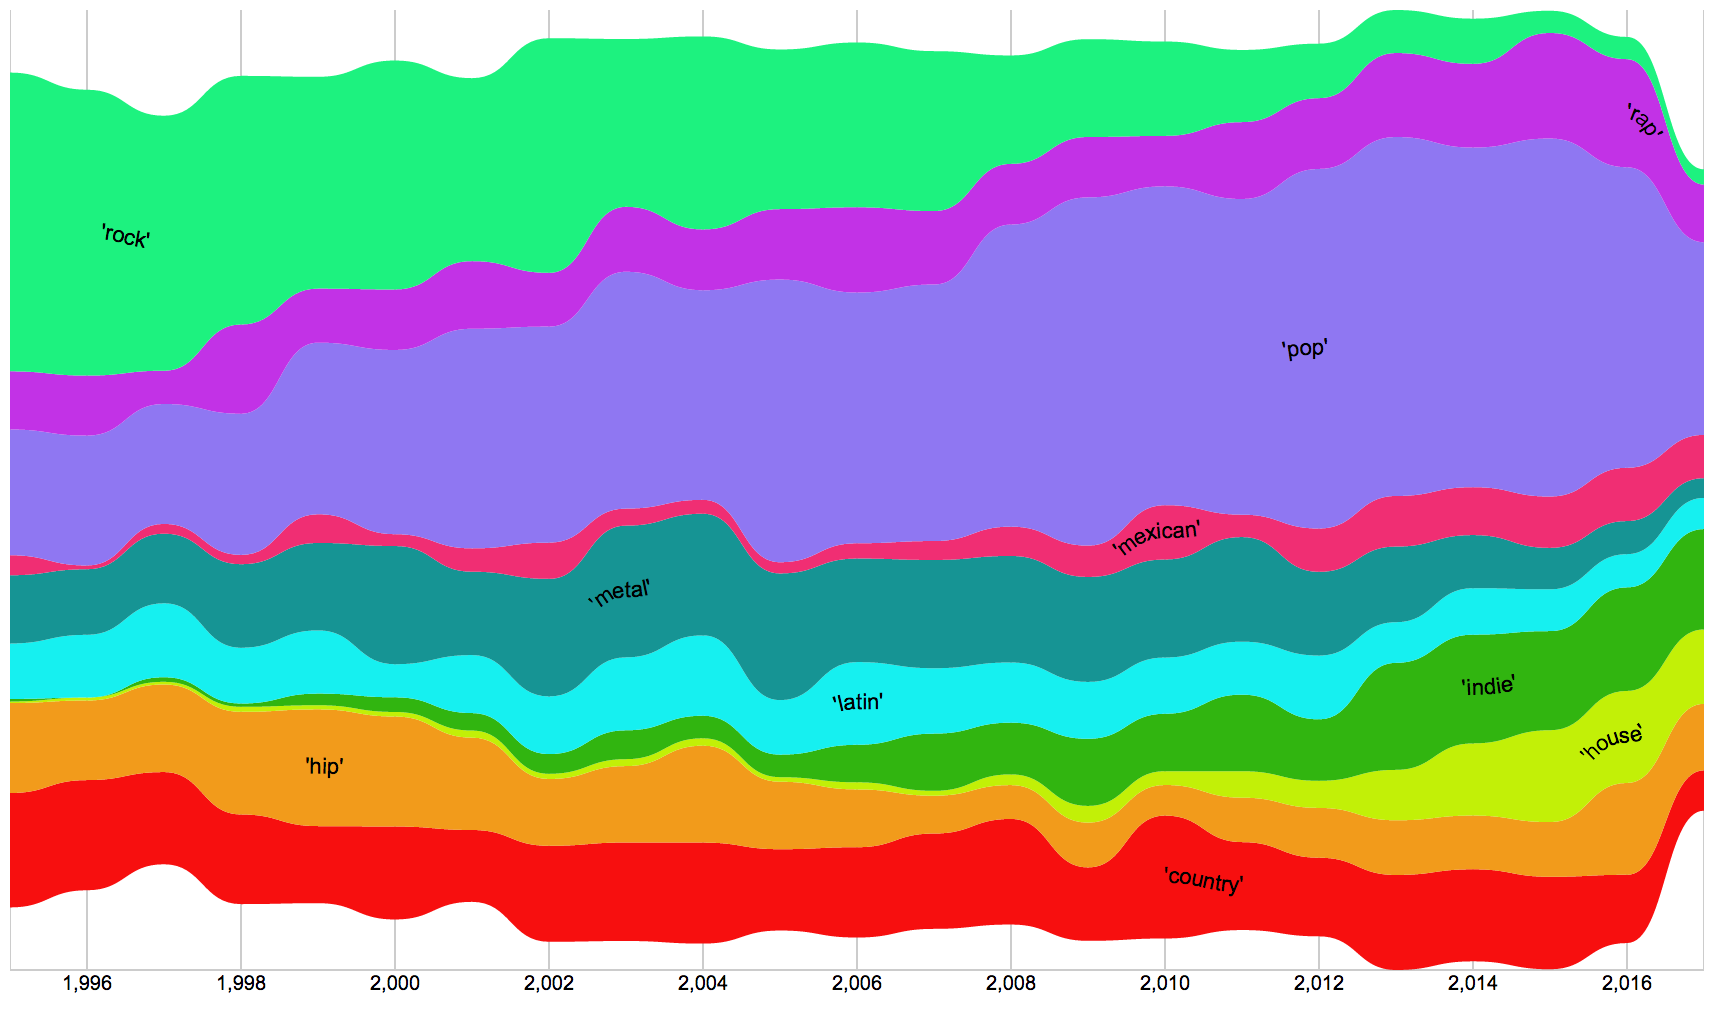 'rap'
'rock'
'pop'
'mexican'
'metal'
'indie'
'latin'
'house'
'hip'
'country'
1,996 1,998 2,000 2,002 2,004 2,006 2,008 2,010 2,012 2,014 2,016